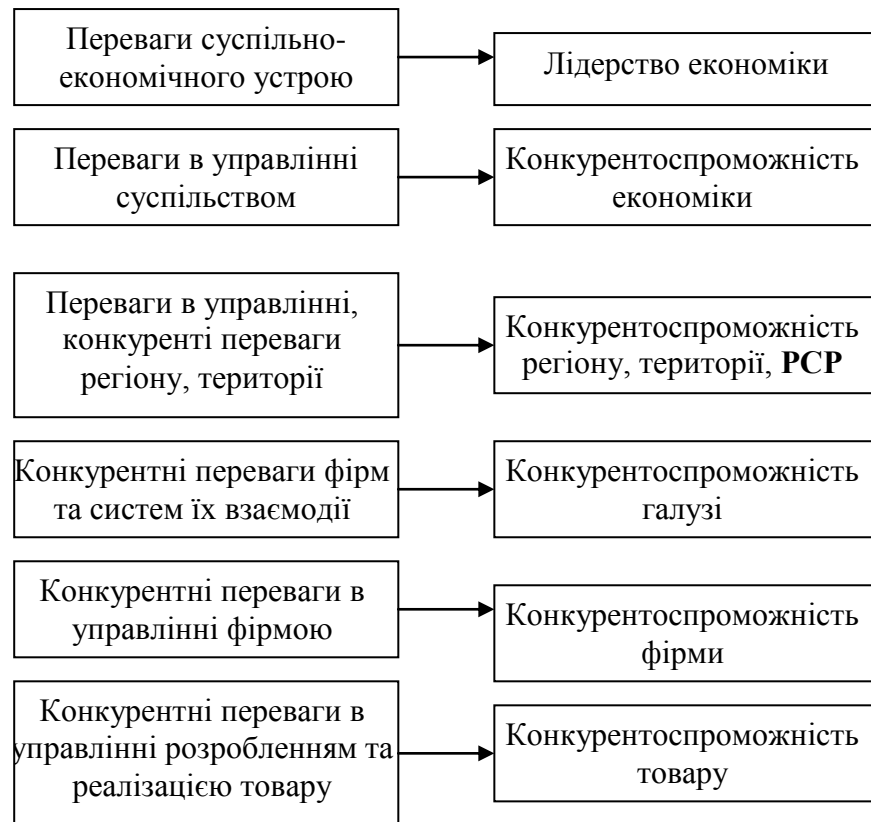 Переваги суспільно-
економічного устрою
Лідерство економіки
Переваги в управлінні
суспільством
Конкурентоспроможність
економіки
Переваги в управлінні,
конкуренті переваги
регіону, території
Конкурентоспроможність
регіону, території, РСР
Конкурентні переваги фірм
та систем їх взаємодії
Конкурентоспроможність
галузі
Конкурентні переваги в
управлінні фірмою
Конкурентоспроможність
фірми
Конкурентні переваги в
управлінні розробленням та
реалізацією товару
Конкурентоспроможність
товару